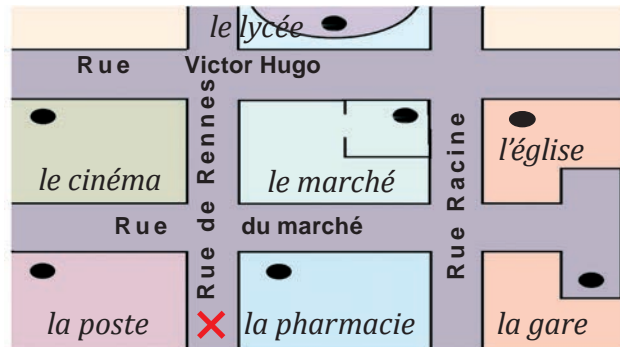 le lycée
Rue Victor Hugo
Rue de Rennes
le cinéma
le marché
l'église
Rue Racine
Rue du marché
la poste
la pharmacie
la gare